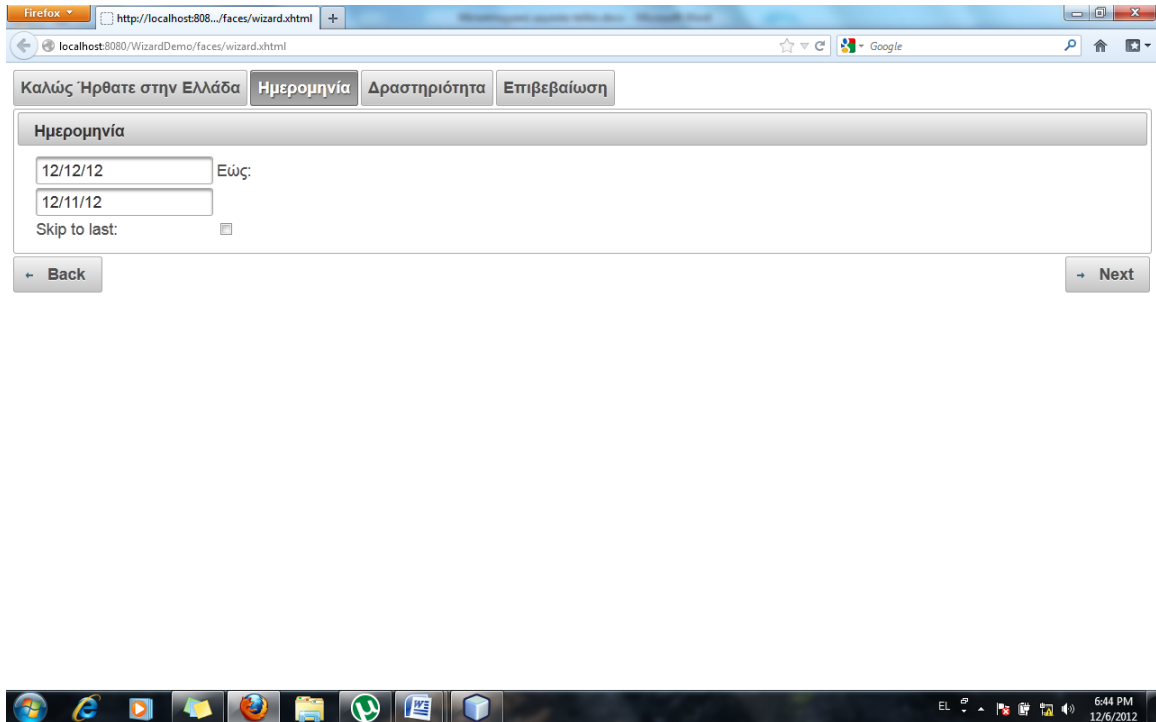 Firefox
http://localhost:808.../faces/wizard.xhtml
localhost:8080/WizardDemo/faces/wizard.xhtml
Google
Καλώς Ήρθατε στην Ελλάδα Ημερομηνία Δραστηριότητα Επιβεβαίωση
Ημερομηνία
12/12/12 Εώς:
12/11/12
Skip to last:
← Back → Next
EL 6:44 PM
12/6/2012